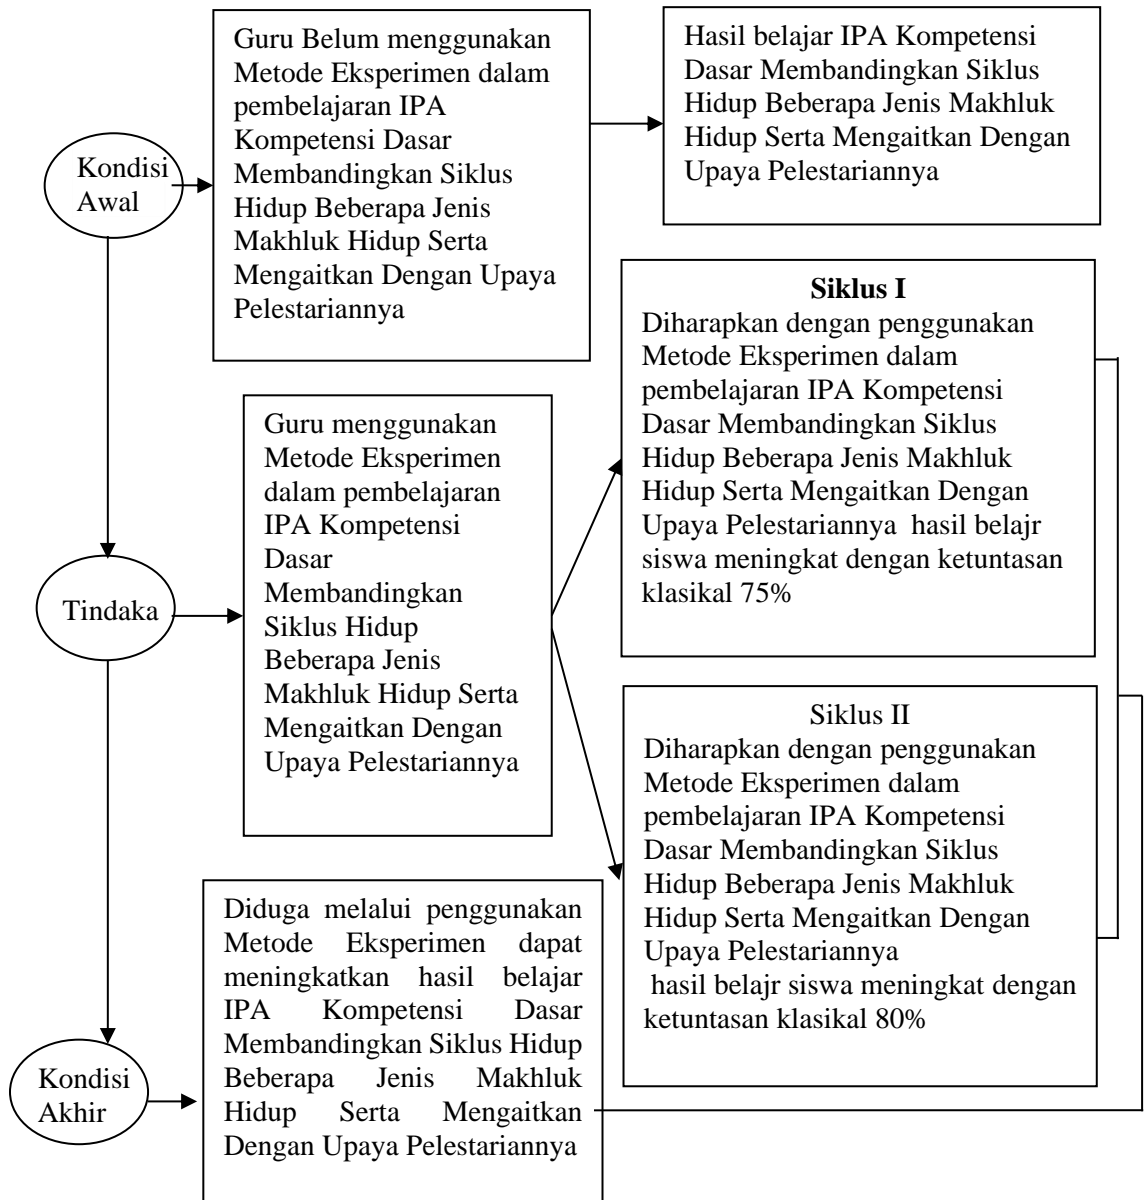 Kondisi
Awal
Guru Belum menggunakan
Metode Eksperimen dalam
pembelajaran IPA
Kompetensi Dasar
Membandingkan Siklus
Hidup Beberapa Jenis
Makhluk Hidup Serta
Mengaitkan Dengan Upaya
Pelestariannya
Hasil belajar IPA Kompetensi
Dasar Membandingkan Siklus
Hidup Beberapa Jenis Makhluk
Hidup Serta Mengaitkan Dengan
Upaya Pelestariannya
Tindaka
Guru menggunakan
Metode Eksperimen
dalam pembelajaran
IPA Kompetensi
Dasar
Membandingkan
Siklus Hidup
Beberapa Jenis
Makhluk Hidup Serta
Mengaitkan Dengan
Upaya Pelestariannya
Siklus I
Diharapkan dengan penggunakan
Metode Eksperimen dalam
pembelajaran IPA Kompetensi
Dasar Membandingkan Siklus
Hidup Beberapa Jenis Makhluk
Hidup Serta Mengaitkan Dengan
Upaya Pelestariannya hasil belajr
siswa meningkat dengan ketuntasan
klasikal 75%
Siklus II
Diharapkan dengan penggunakan
Metode Eksperimen dalam
pembelajaran IPA Kompetensi
Dasar Membandingkan Siklus
Hidup Beberapa Jenis Makhluk
Hidup Serta Mengaitkan Dengan
Upaya Pelestariannya
hasil belajr siswa meningkat dengan
ketuntasan klasikal 80%
Kondisi
Akhir
Diduga melalui penggunakan
Metode Eksperimen dapat
meningkatkan hasil belajar
IPA Kompetensi Dasar
Membandingkan Siklus Hidup
Beberapa Jenis Makhluk
Hidup Serta Mengaitkan
Dengan Upaya Pelestariannya